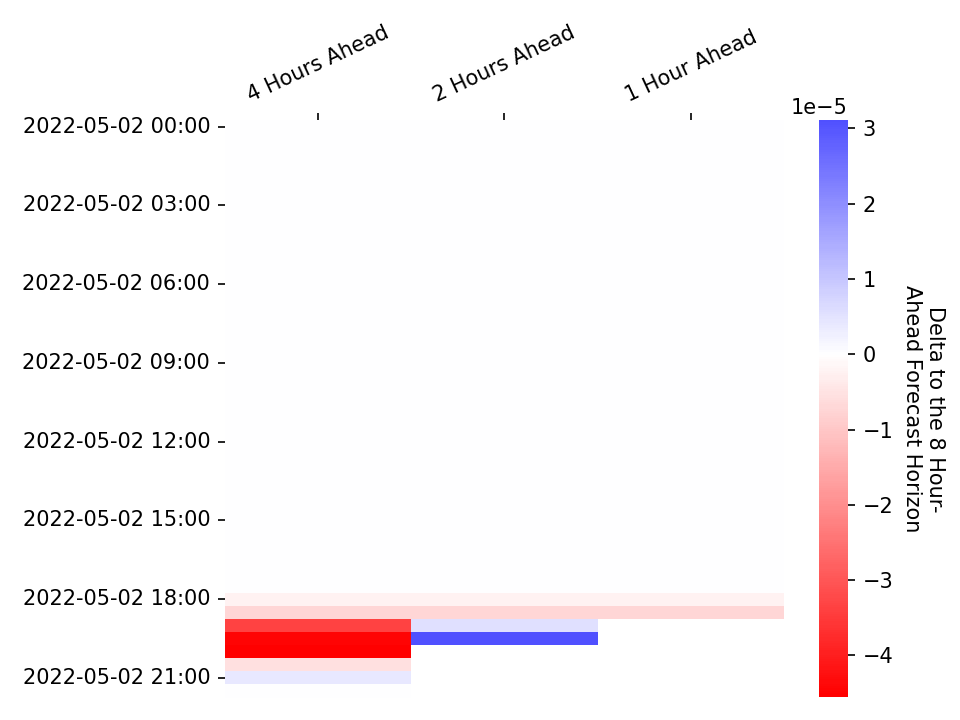 4 Hours Ahead
2 Hours Ahead
1 Hour Ahead
1e−5
2022-05-02 00:00
2022-05-02 03:00
2022-05-02 06:00
2022-05-02 09:00
2022-05-02 12:00
2022-05-02 15:00
2022-05-02 18:00
2022-05-02 21:00
3
2
1
0
−1
−2
−3
−4
Delta to the 8 Hour-
Ahead Forecast Horizon